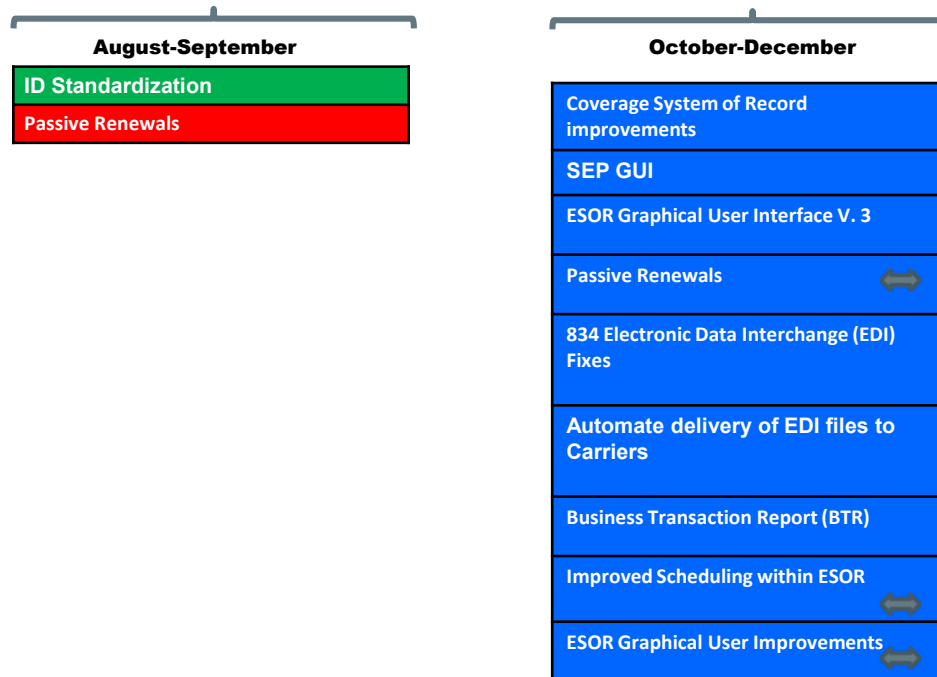 August-September
ID Standardization
Passive Renewals
October-December
Coverage System of Record
improvements
SEP GUI
ESOR Graphical User Interface V. 3
Passive Renewals
834 Electronic Data Interchange (EDI)
Fixes
Automate delivery of EDI files to
Carriers
Business Transaction Report (BTR)
Improved Scheduling within ESOR
ESOR Graphical User Improvements